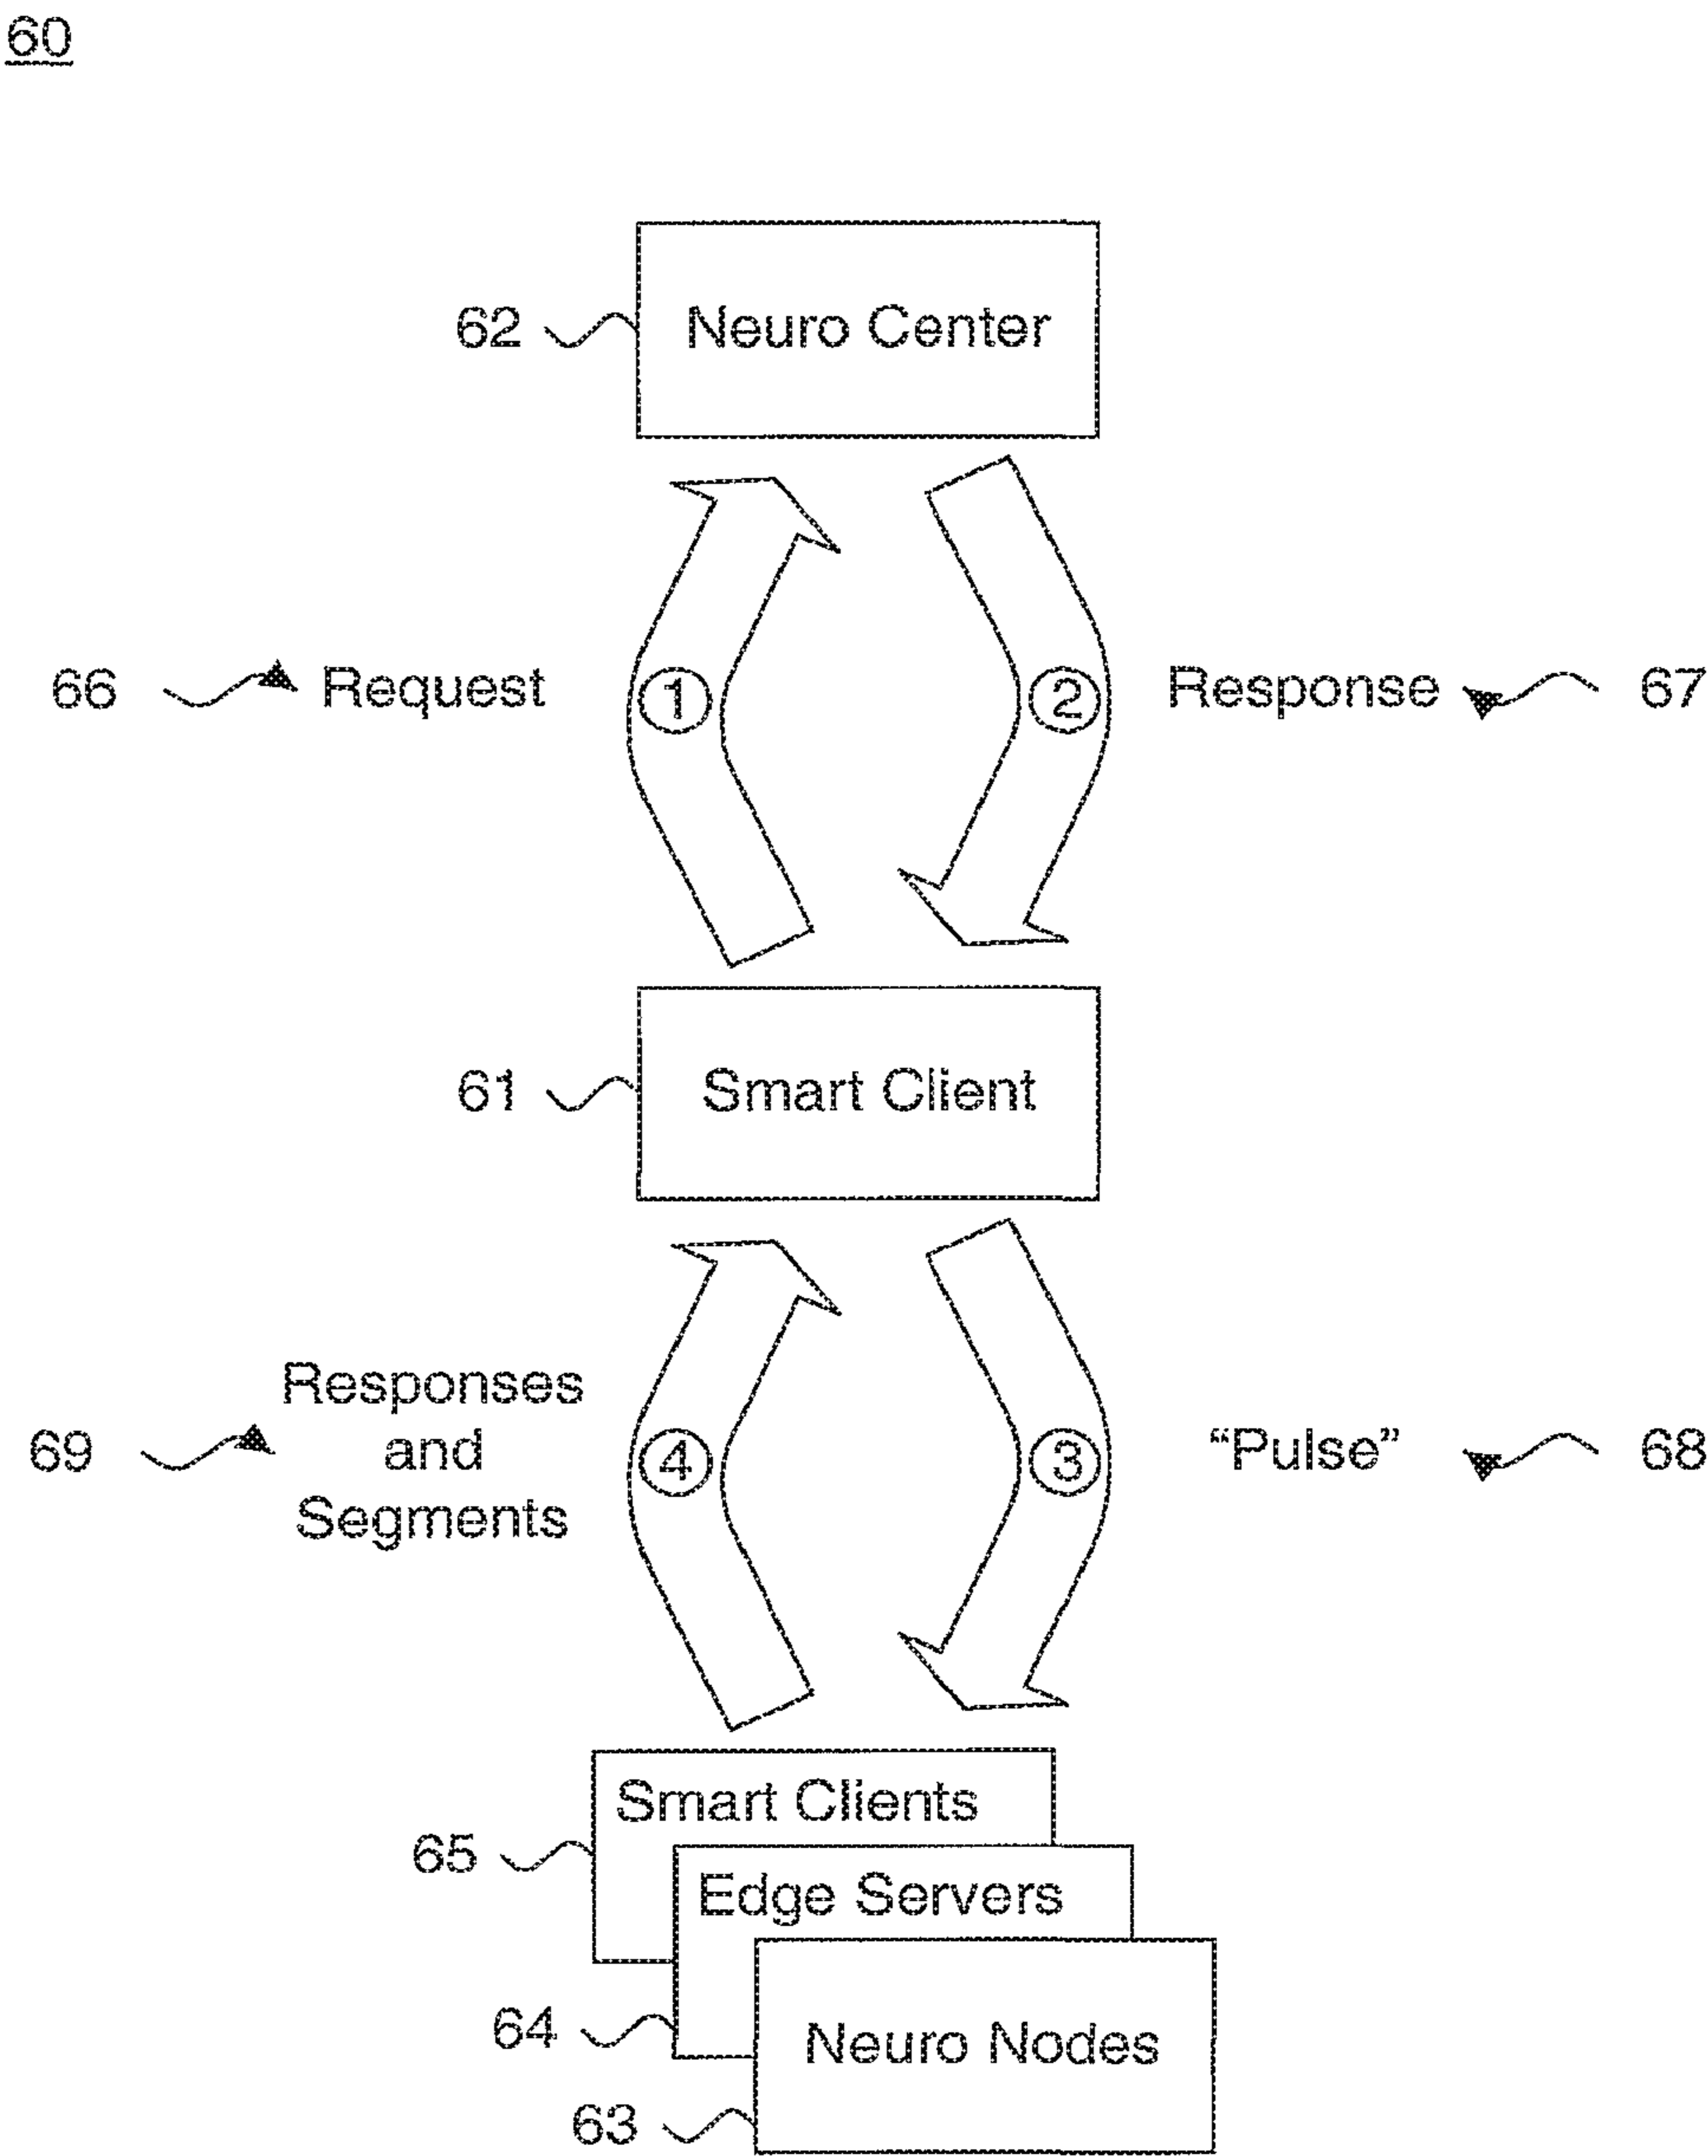 60
62 Neuro Center
66 Request 1 2 Response 67
61 Smart Client
Responses
69 and 4 3 “Pulse” 68
Segments
Smart Clients
65
Edge Servers
64 Neuro Nodes
63